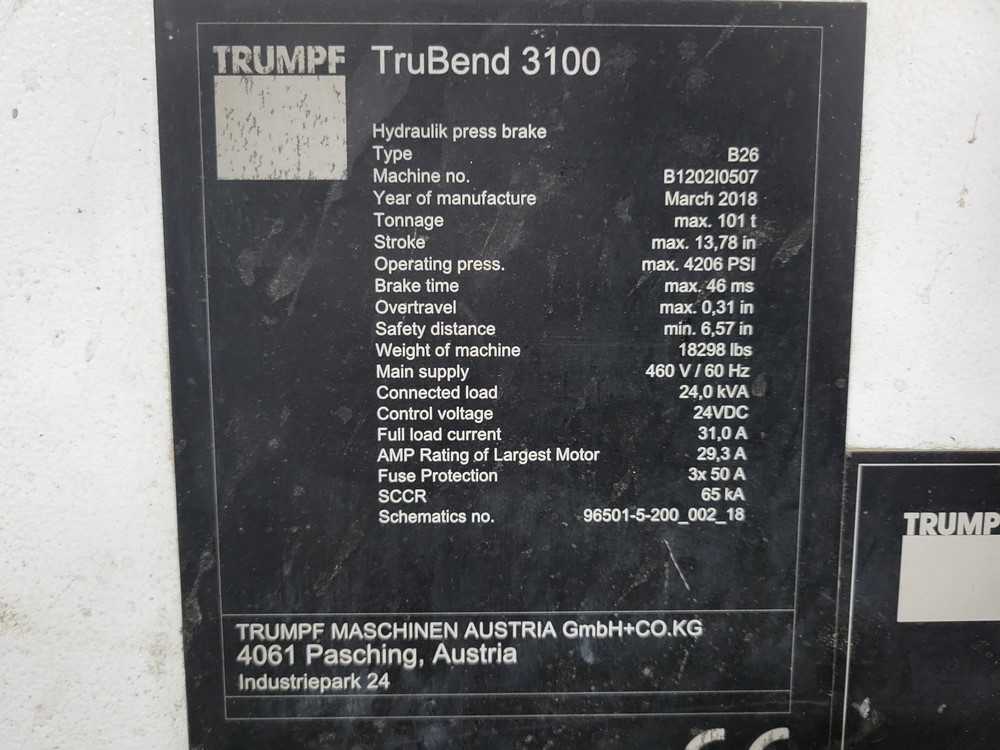 TRUMPF TruBend 3100
Hydraulik press brake
Type B26
Machine no. B1202I0507
Year of manufacture March 2018
Tonnage max. 101 t
Stroke max. 13,78 in
Operating press. max. 4206 PSI
Brake time max. 46 ms
Overtravel max. 0,31 in
Safety distance min. 6,57 in
Weight of machine 18298 lbs
Main supply 460 V / 60 Hz
Connected load 24,0 kVA
Control voltage 24VDC
Full load current 31,0 A
AMP Rating of Largest Motor 29,3 A
Fuse Protection 3x 50 A
SCCR 65 kA
Schematics no. 96501-5-200_002_18
TRUMPF MASCHINEN AUSTRIA GmbH+CO.KG
4061 Pasching, Austria
Industriepark 24
CE
TRUMP